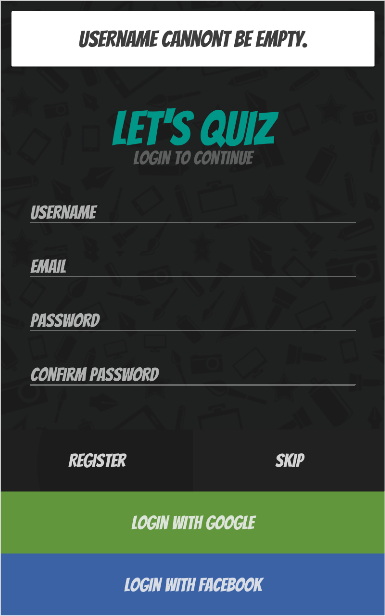 USERNAME CANNONT BE EMPTY.
LET'S QUIZ
LOGIN TO CONTINUE
USERNAME
EMAIL
PASSWORD
CONFIRM PASSWORD
REGISTER SKIP
LOGIN WITH GOOGLE
LOGIN WITH FACEBOOK